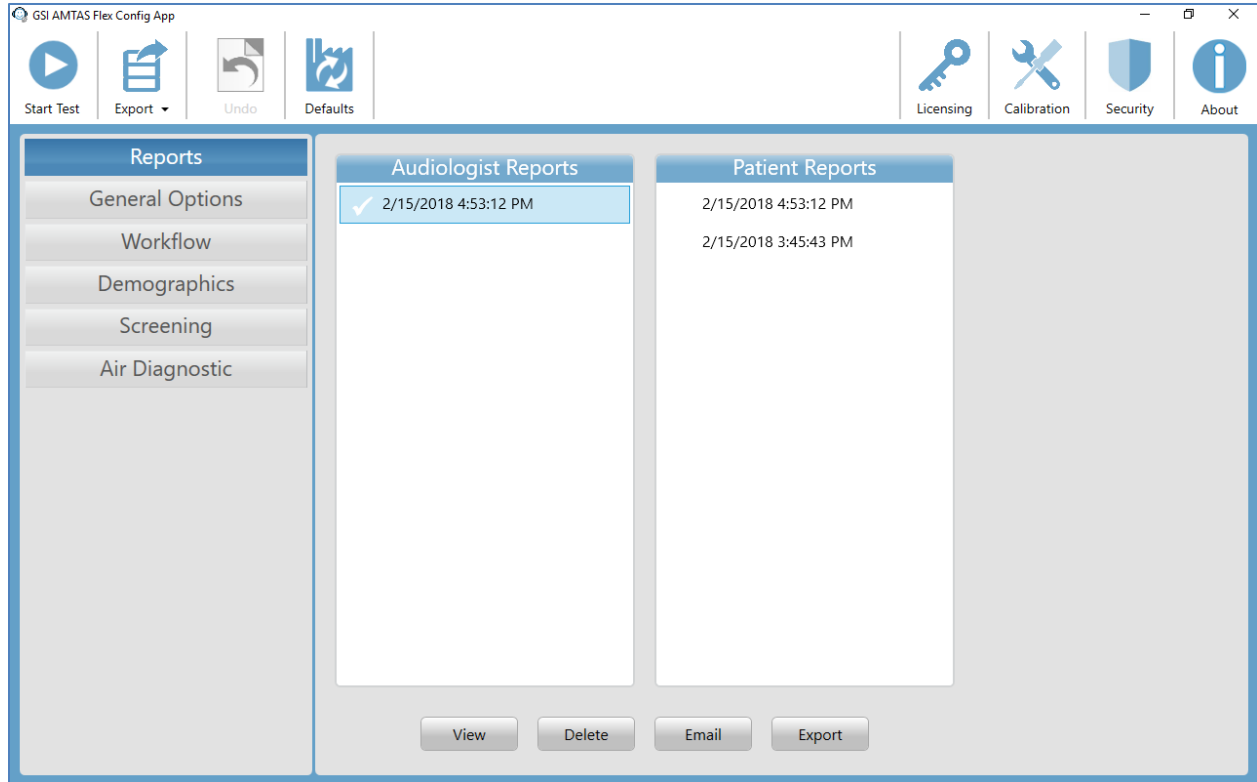 GSI AMTAS Flex Config App
Start Test
Export
Undo
Defaults
Licensing
Calibration
Security
About
Reports
General Options
Workflow
Demographics
Screening
Air Diagnostic
Audiologist Reports
2/15/2018 4:53:12 PM
Patient Reports
2/15/2018 4:53:12 PM
2/15/2018 3:45:43 PM
View
Delete
Email
Export